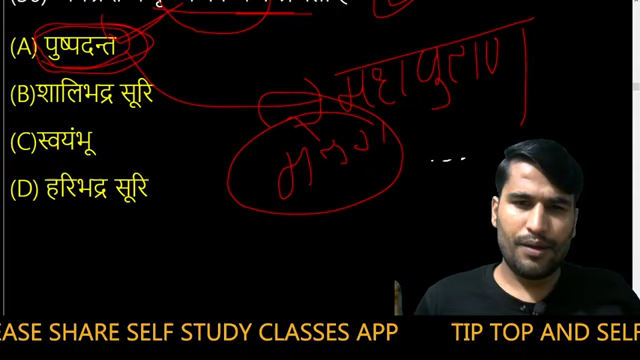 (A) पुष्पदन्त
महापुराण
(B)शालिभद्र सूरि
(C)स्वयंभू
(D) हरिभद्र सूरि
EASE SHARE SELF STUDY CLASSES APP TIP TOP AND SELF